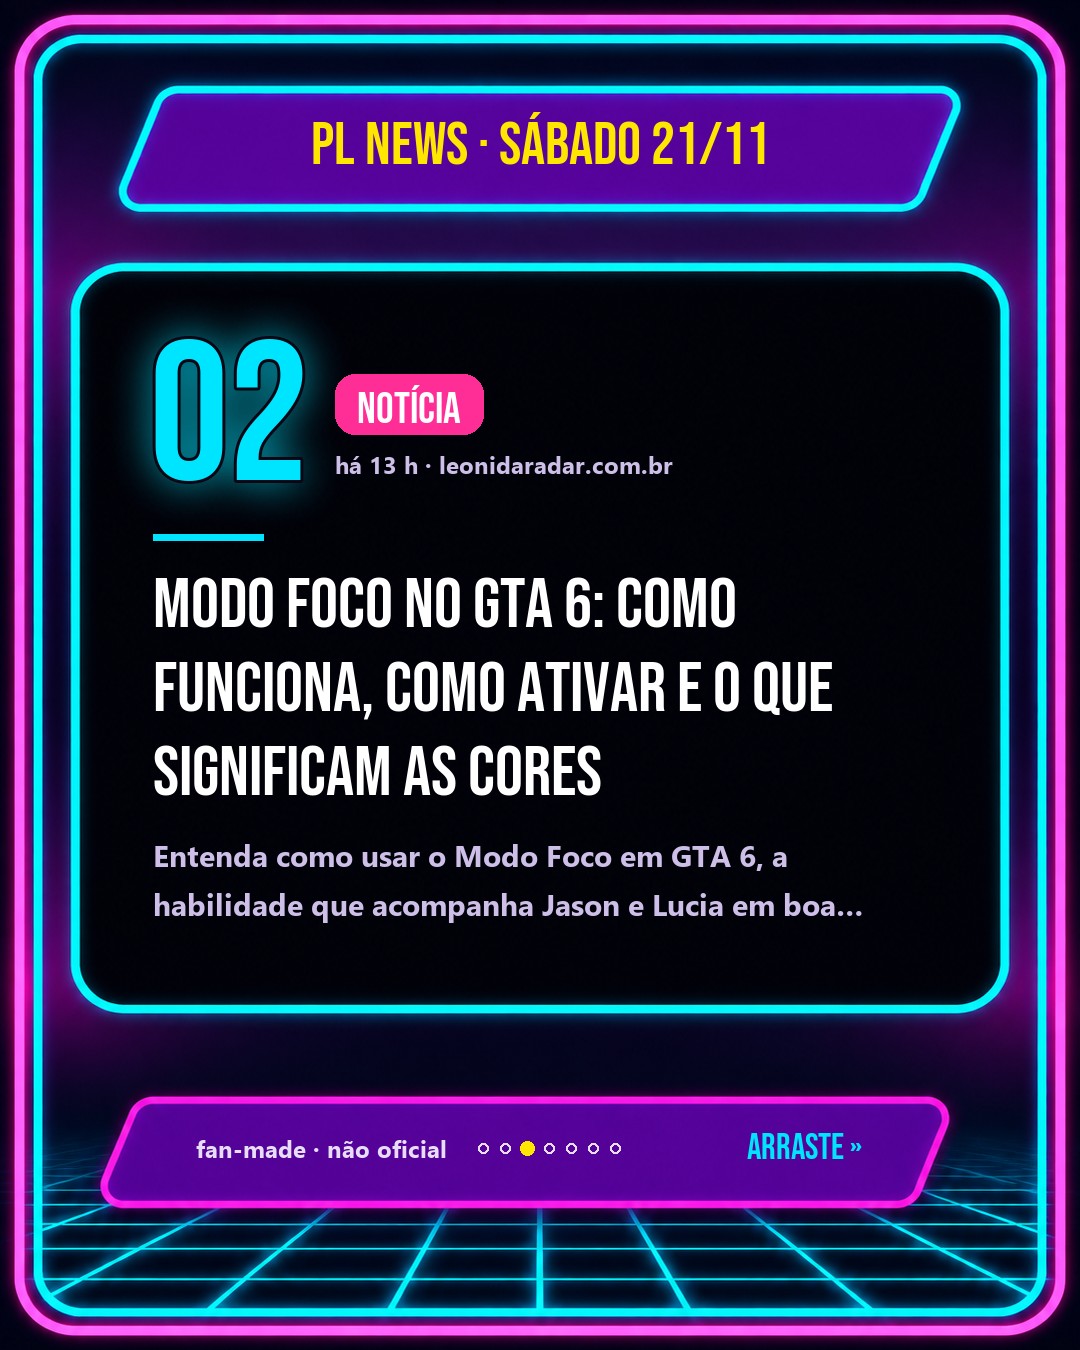 PL NEWS · SÁBADO 21/11
02
NOTÍCIA
há 13 h · leonidaradar.com.br
MODO FOCO NO GTA 6: COMO
FUNCIONA, COMO ATIVAR E O QUE
SIGNIFICAM AS CORES
Entenda como usar o Modo Foco em GTA 6, a
habilidade que acompanha Jason e Lucia em boa…
fan-made · não oficial
ARRASTE »